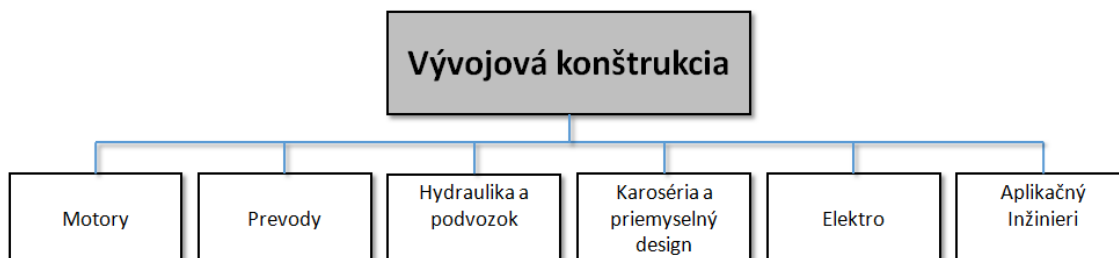 Vývojová konštrukcia
Motory
Prevody
Hydraulika a
podvozok
Karoséria a
priemyselný
design
Elektro
Aplikačný
Inžinieri